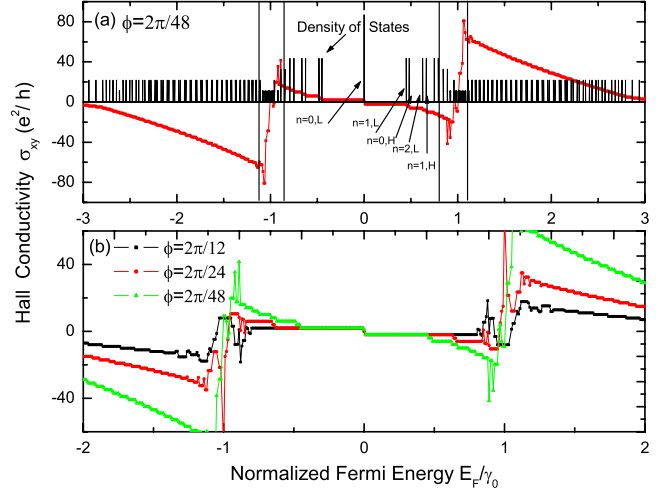 (a) ϕ=2π/48
Density of States
n=0,L
n=1,L
n=0,H
n=2,L
n=1,H
80
40
0
-40
-80
-3 -2 -1 0 1 2 3
Hall Conductivity σxy (e²/ h)
(b)
ϕ=2π/12
ϕ=2π/24
ϕ=2π/48
40
0
-40
-2 -1 0 1 2
Normalized Fermi Energy EF/γ0